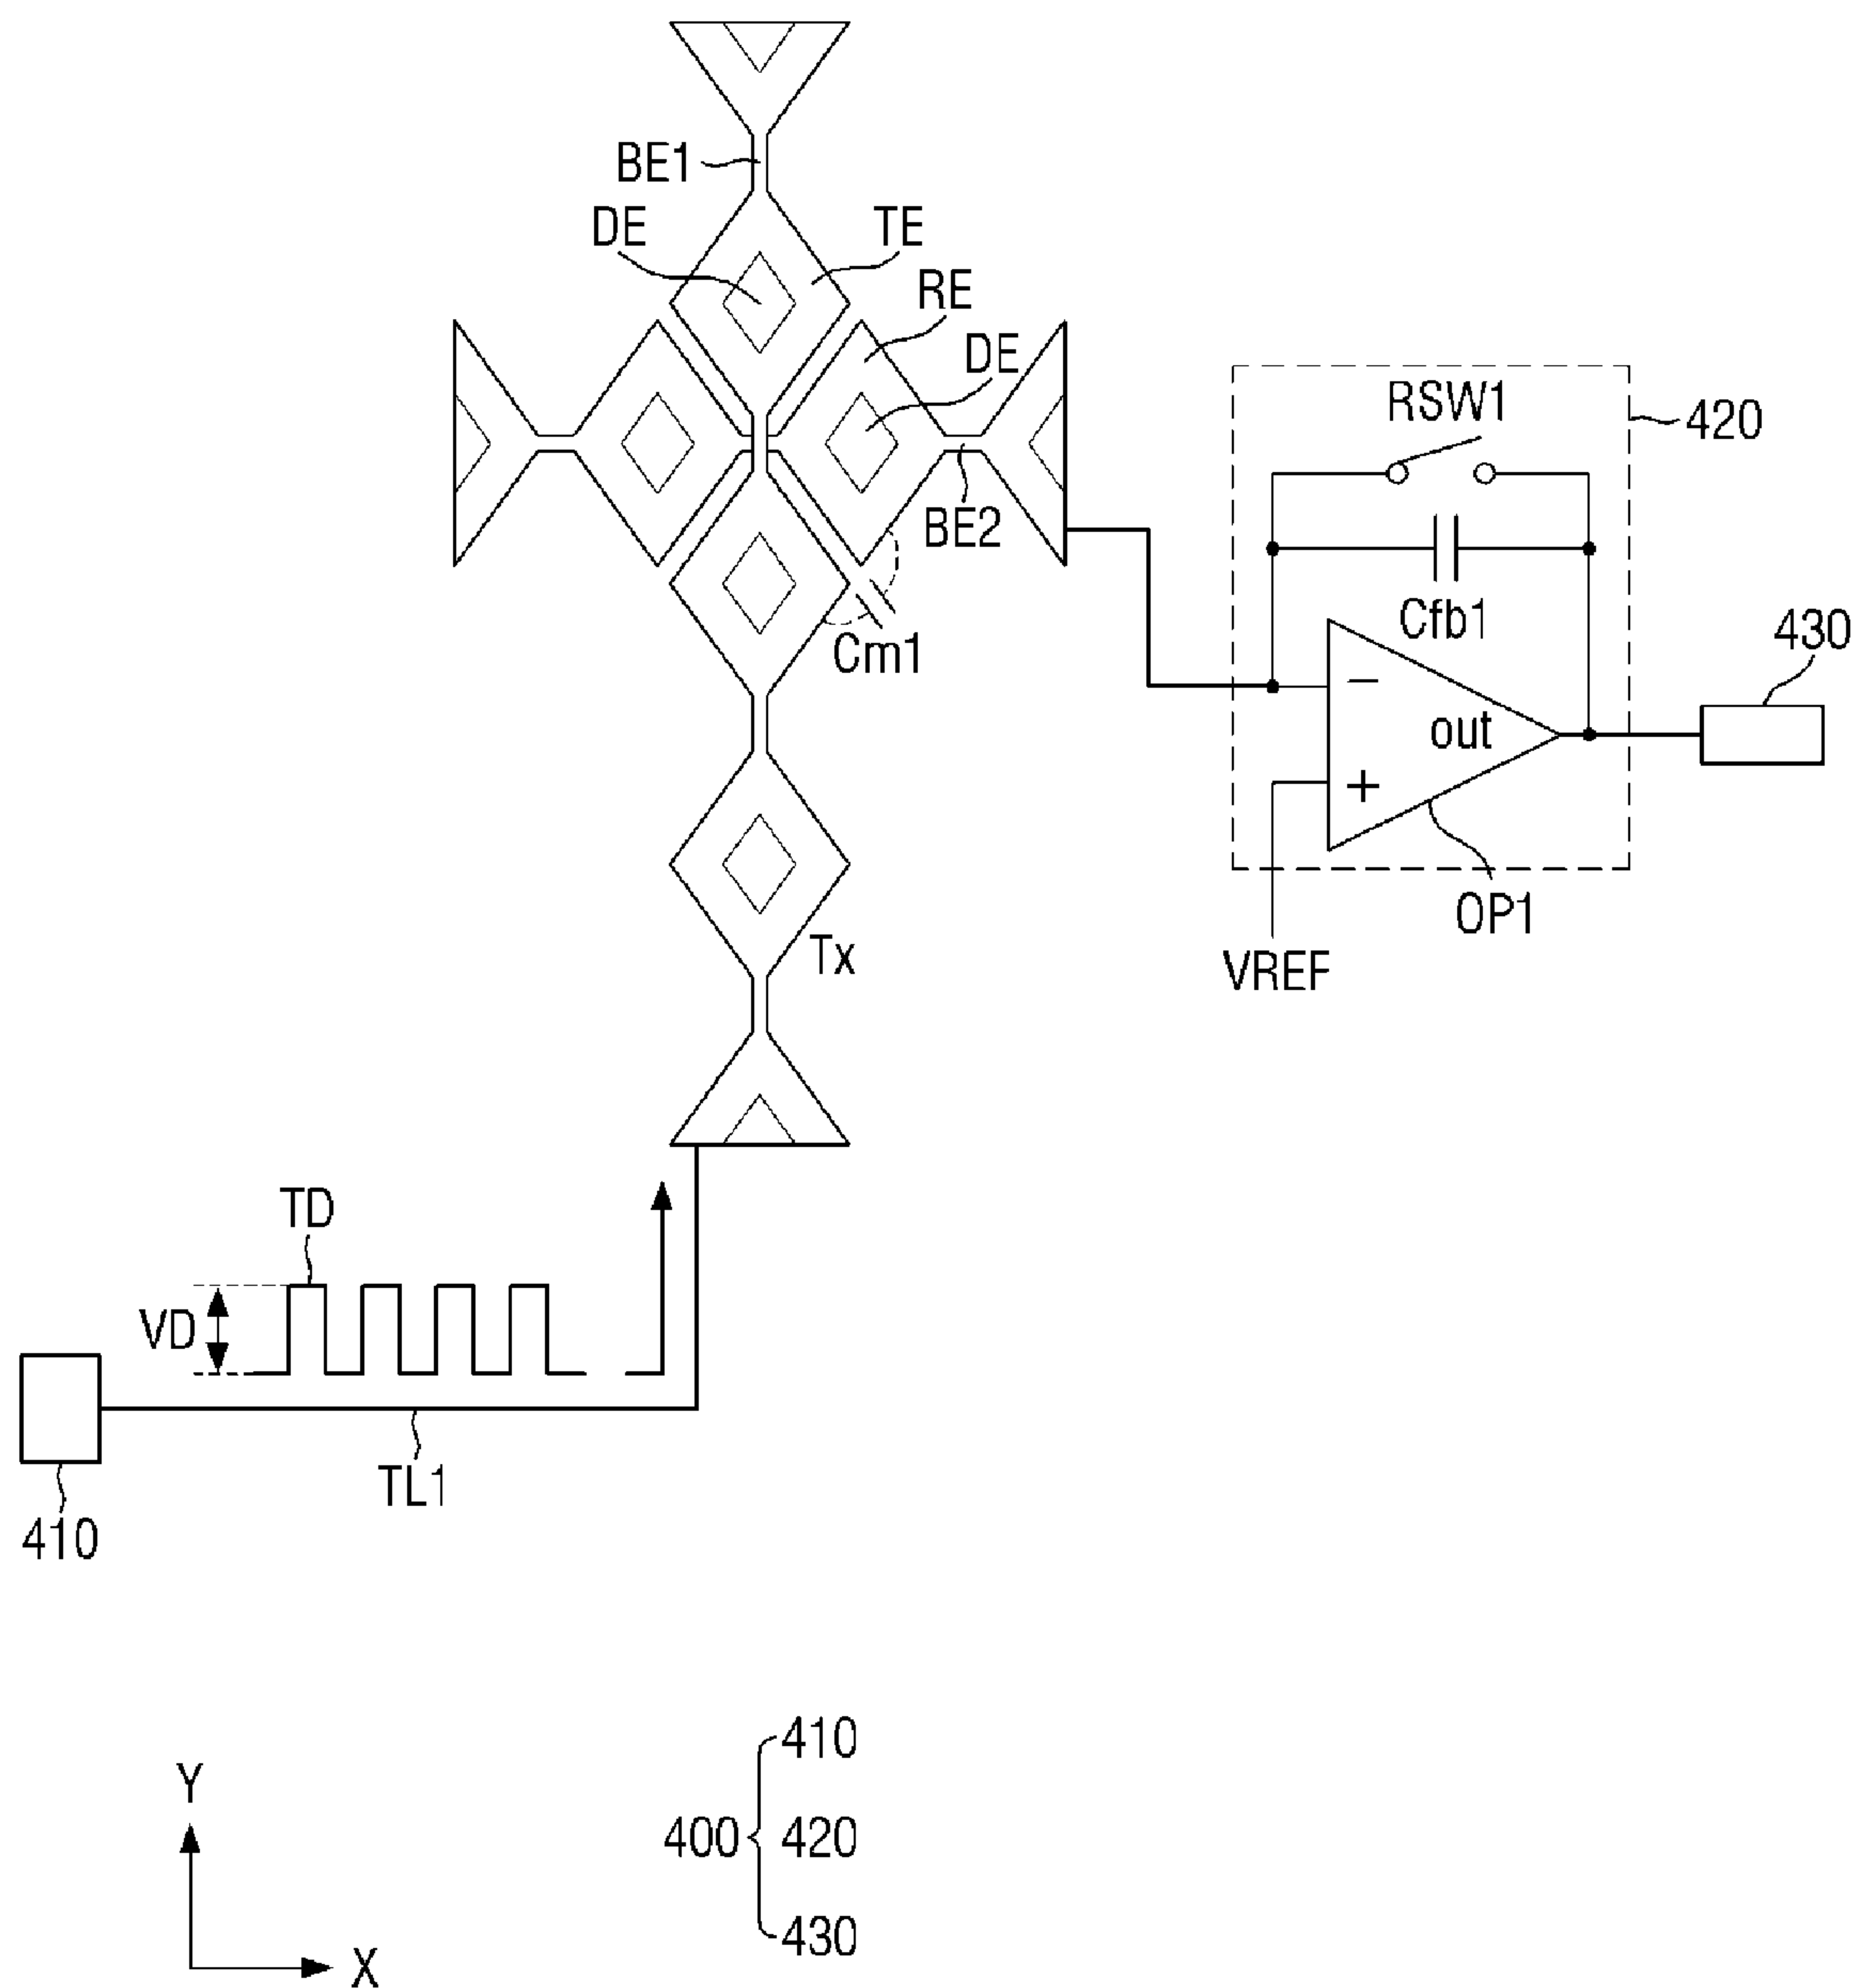 BE1
DE
TE
RE
DE
RSW1
420
BE2
Cfb1
Cm1
430
−
out
+
OP1
Tx
VREF
TD
VD
TL1
410
410
Y
400
420
430
X